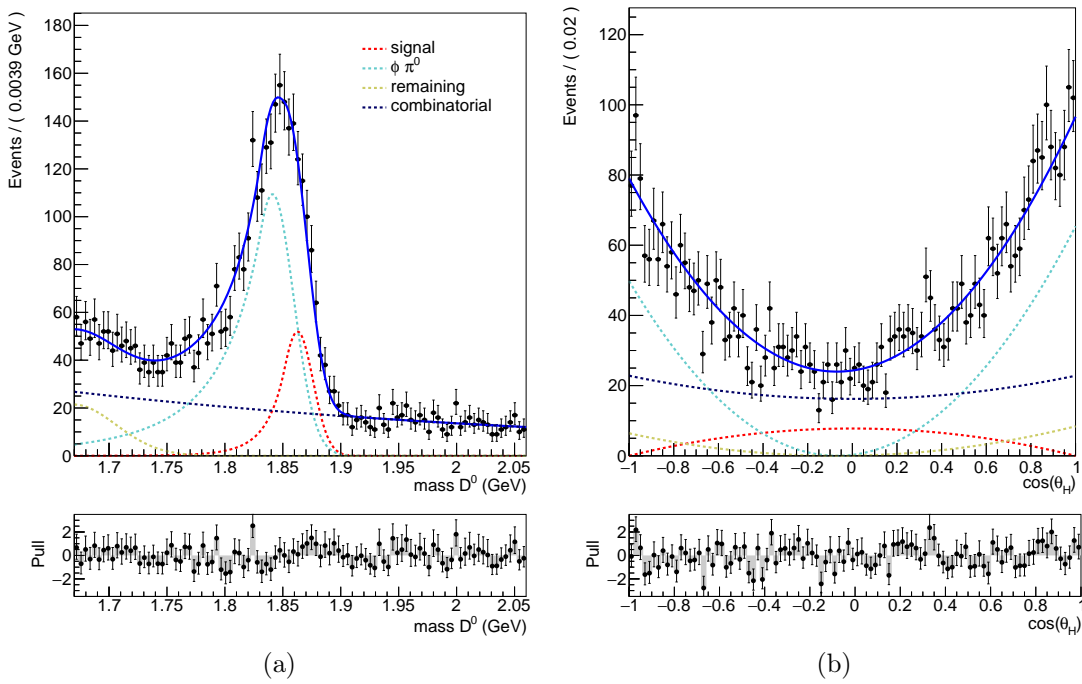 Events / ( 0.0039 GeV )
180
160
140
120
100
80
60
40
20
0
signal
ϕ π⁰
remaining
combinatorial
1.7 1.75 1.8 1.85 1.9 1.95 2 2.05
mass D⁰ (GeV)
Pull
2
0
−2
1.7 1.75 1.8 1.85 1.9 1.95 2 2.05
mass D⁰ (GeV)
(a)
Events / ( 0.02 )
120
100
80
60
40
20
0
−1 −0.8 −0.6 −0.4 −0.2 0 0.2 0.4 0.6 0.8 1
cos(θ_H)
Pull
2
0
−2
−1 −0.8 −0.6 −0.4 −0.2 0 0.2 0.4 0.6 0.8 1
cos(θ_H)
(b)